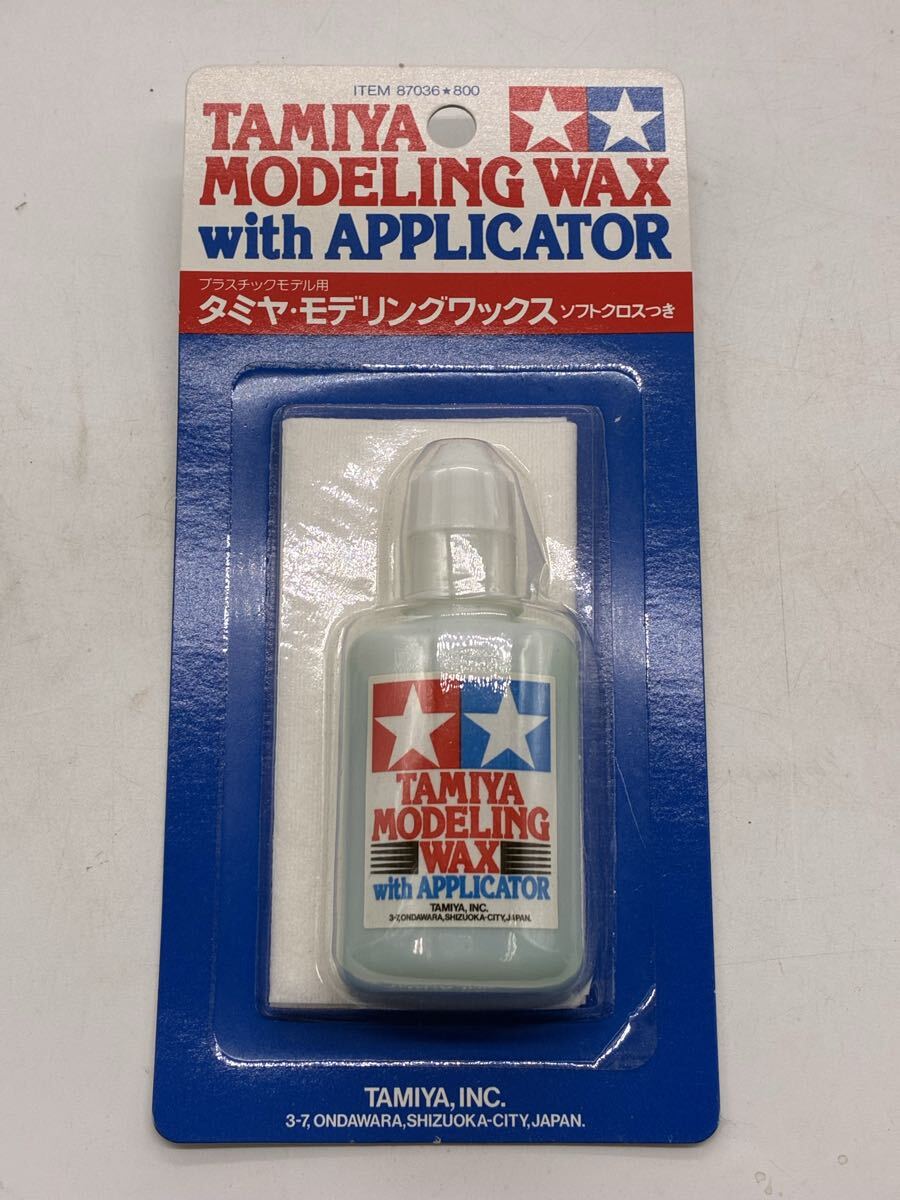 ITEM 87036★800
TAMIYA
MODELING WAX
with APPLICATOR
プラスチックモデル用
タミヤ・モデリングワックス ソフトクロスつき
TAMIYA
MODELING
WAX
with APPLICATOR
TAMIYA, INC.
3-7, ONDAWARA, SHIZUOKA-CITY, JAPAN.
TAMIYA, INC.
3-7, ONDAWARA, SHIZUOKA-CITY, JAPAN.